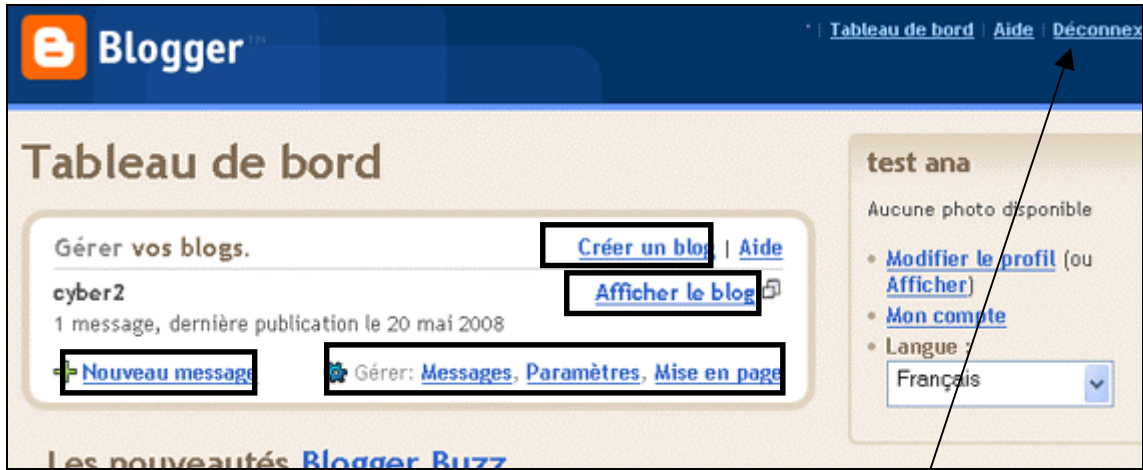 Blogger™
Tableau de bord | Aide | Déconnex
Tableau de bord
Gérer vos blogs.
Créer un blog | Aide
cyber2
Afficher le blog
1 message, dernière publication le 20 mai 2008
Nouveau message
Gérer: Messages, Paramètres, Mise en page
Les nouveautés Blogger Buzz
test ana
Aucune photo disponible
• Modifier le profil (ou
Afficher)
• Mon compte
• Langue :
Français